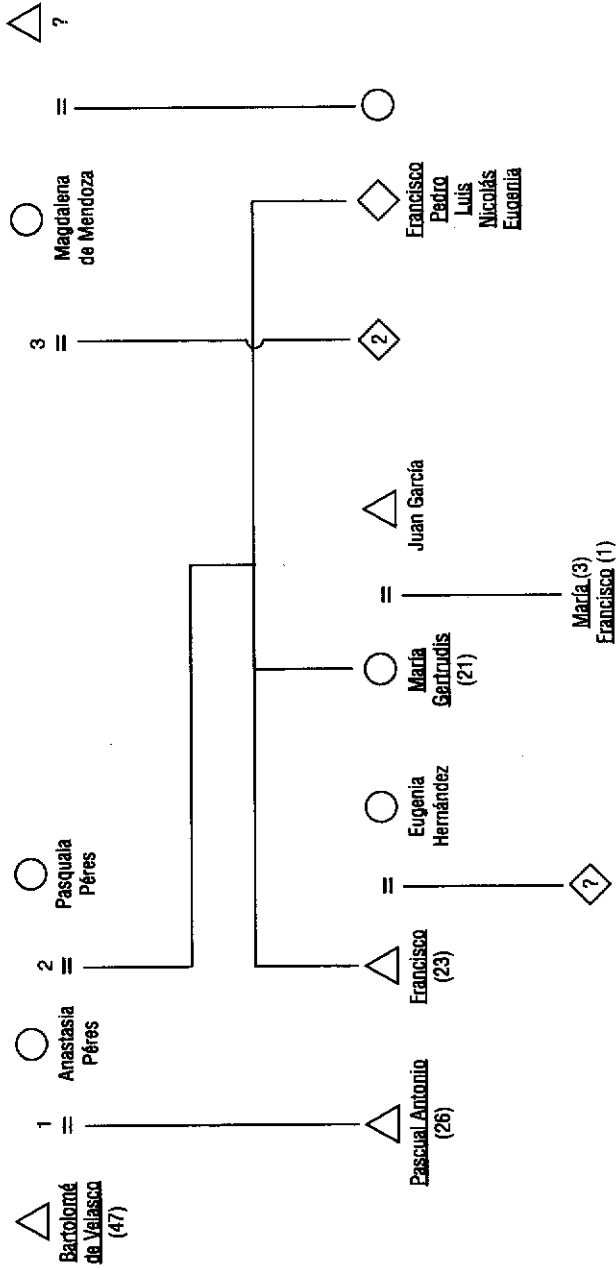 Bartolomé
de Velasco
(47)
1 =
Anastasia
Péres
2 =
Pasquala
Péres
3 =
Magdalena
de Mendoza
=
?
Pascual Antonio
(26)
Francisco
(23)
=
Eugenia
Hernández
María
Gertrudis
(21)
=
Juan García
2
Francisco
Pedro
Luis
Nicolás
Eugenia
?
María (3)
Francisco (1)